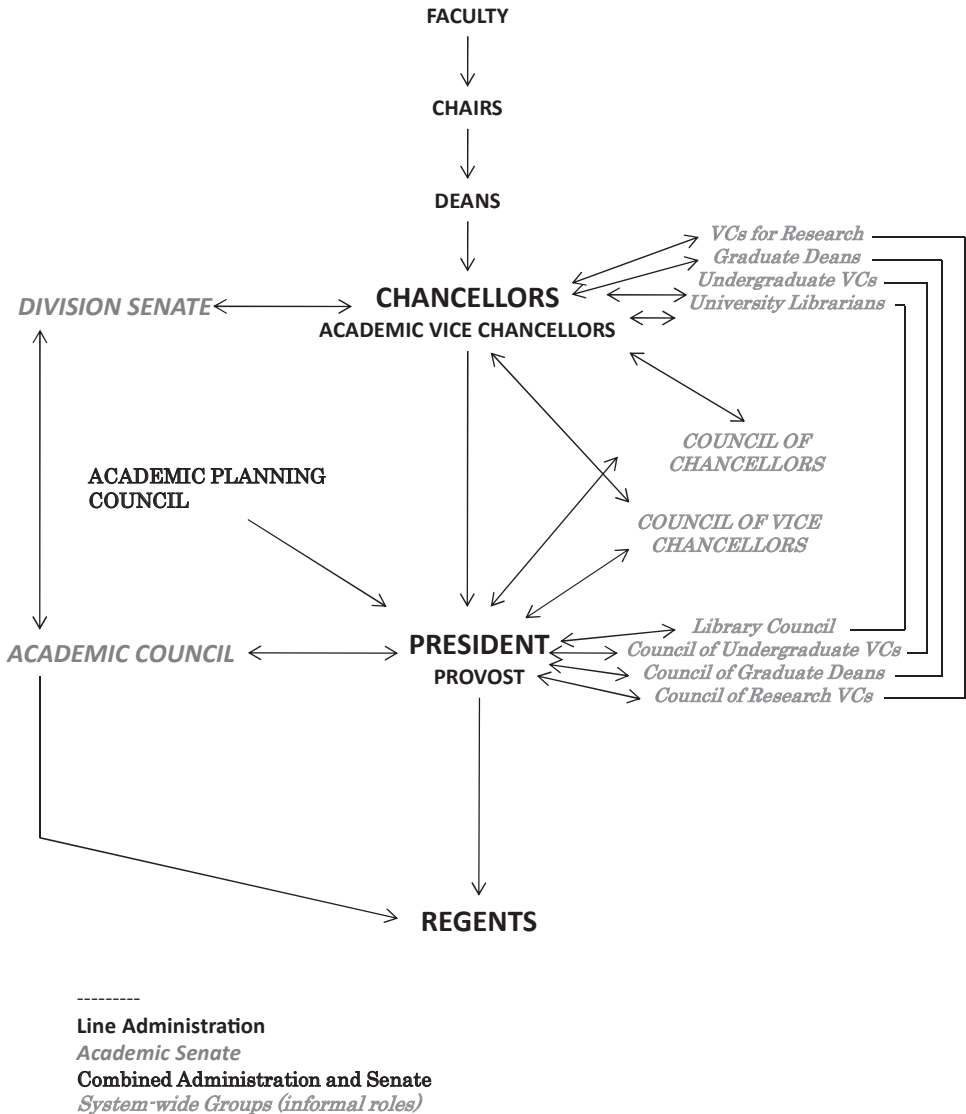 FACULTY
CHAIRS
DEANS
VCs for Research
Graduate Deans
Undergraduate VCs
University Librarians
DIVISION SENATE
CHANCELLORS
ACADEMIC VICE CHANCELLORS
COUNCIL OF
CHANCELLORS
ACADEMIC PLANNING
COUNCIL
COUNCIL OF VICE
CHANCELLORS
ACADEMIC COUNCIL
PRESIDENT
PROVOST
Library Council
Council of Undergraduate VCs
Council of Graduate Deans
Council of Research VCs
REGENTS
---------
Line Administration
Academic Senate
Combined Administration and Senate
System-wide Groups (informal roles)